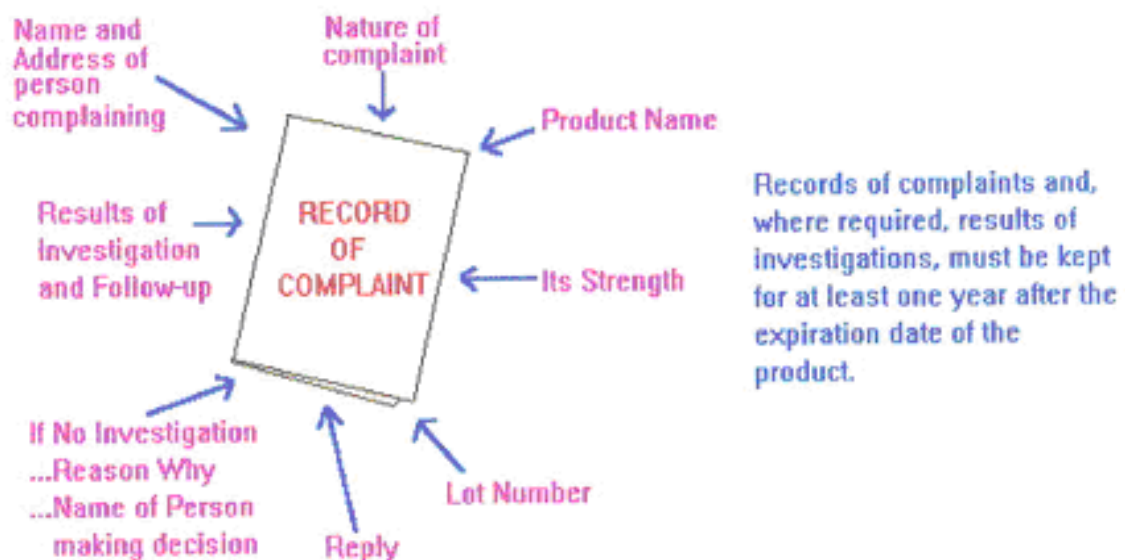 Name and
Address of
person
complaining
Nature of
complaint
Product Name
Results of
Investigation
and Follow-up
RECORD
OF
COMPLAINT
Its Strength
Records of complaints and,
where required, results of
investigations, must be kept
for at least one year after the
expiration date of the
product.
If No Investigation
...Reason Why
...Name of Person
making decision
Reply
Lot Number